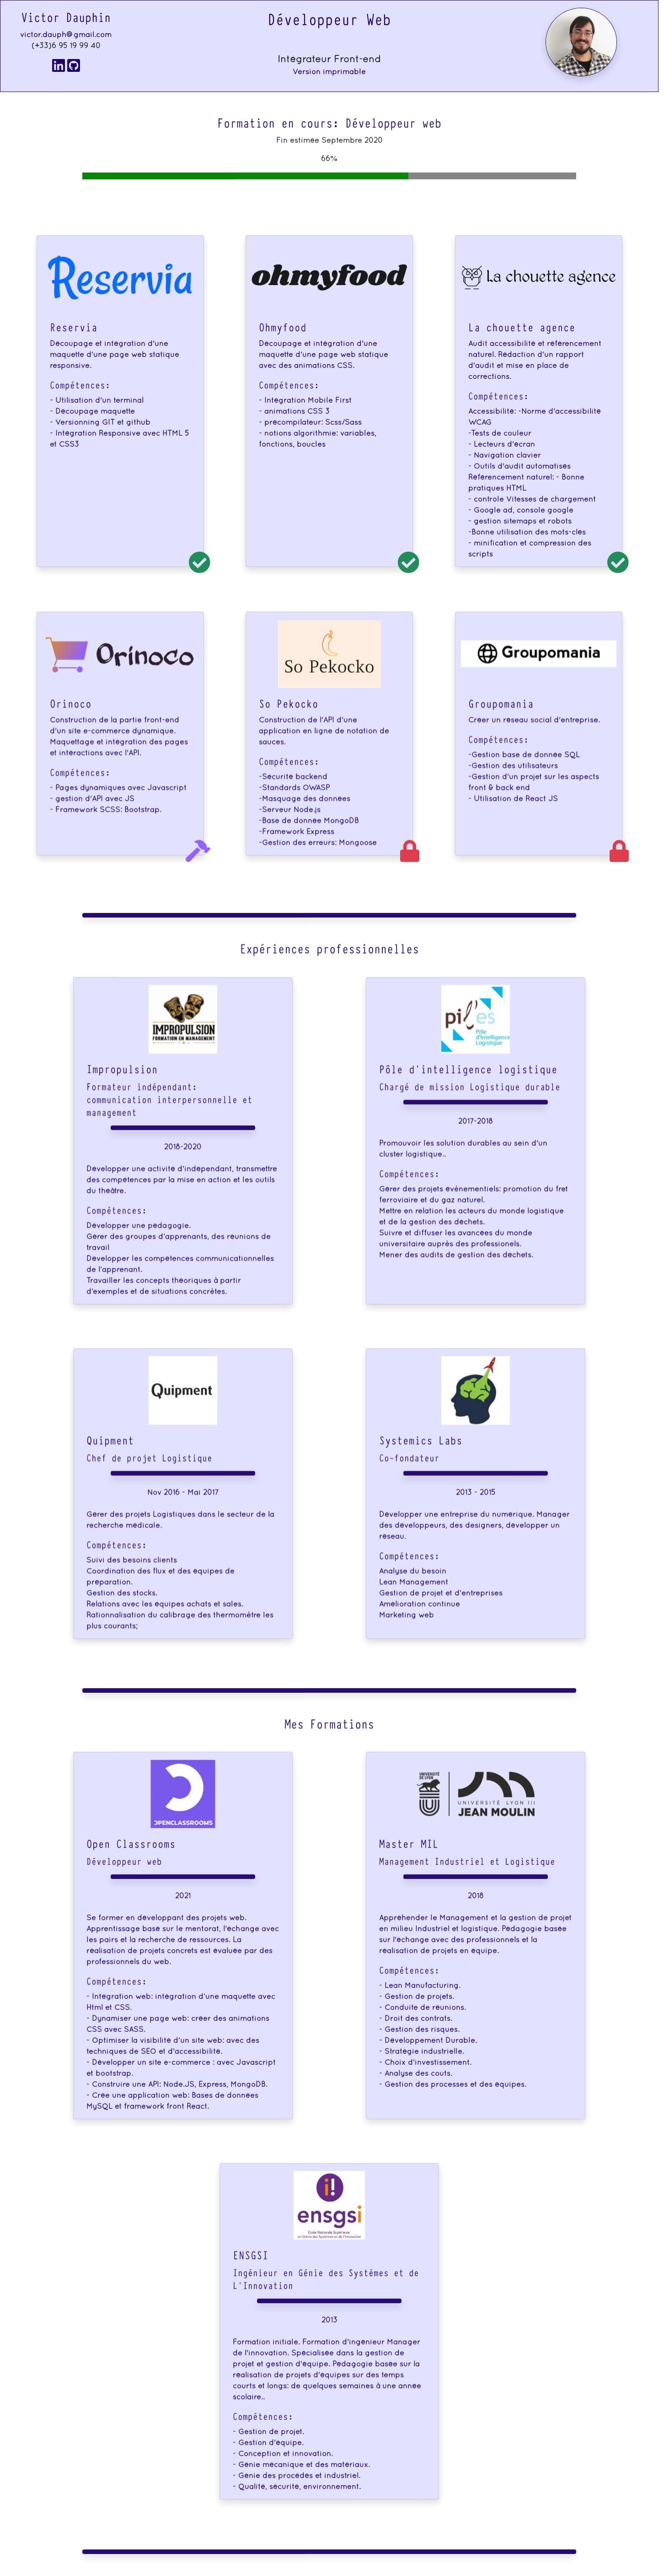 Victor Dauphin
victor.dauph@gmail.com
(+33)6 95 19 99 40
Développeur Web
Intégrateur Front-end
Version imprimable
Formation en cours: Développeur web
Fin estimée Septembre 2020
66%
Reservia
Reservia
Découpage et intégration d'une
maquette d'une page web statique
responsive.
Compétences:
- Utilisation d'un terminal
- Découpage maquette
- Versionning GIT et github
- Intégration Responsive avec HTML 5
et CSS3
ohmyfood
Ohmyfood
Découpage et intégration d'une
maquette d'une page web statique
avec des animations CSS.
Compétences:
- Intégration Mobile First
- animations CSS 3
- précompilateur: Scss/Sass
- notions algorithmie: variables,
fonctions, boucles
La chouette agence
La chouette agence
Audit accessibilité et référencement
naturel. Rédaction d'un rapport
d'audit et mise en place de
corrections.
Compétences:
Accessibilité: -Norme d'accessibilité
WCAG
-Tests de couleur
- Lecteurs d'écran
- Navigation clavier
- Outils d'audit automatisés
Référencement naturel: - Bonne
pratiques HTML
- controle Vitesses de chargement
- Google ad, console google
- gestion sitemaps et robots
-Bonne utilisation des mots-clés
- minification et compression des
scripts
Orinoco
Orinoco
Construction de la partie front-end
d'un site e-commerce dynamique.
Maquettage et intégration des pages
et intéractions avec l'API.
Compétences:
- Pages dynamiques avec Javascript
- gestion d'API avec JS
- Framework SCSS: Bootstrap.
So Pekocko
So Pekocko
Construction de l'API d'une
application en ligne de notation de
sauces.
Compétences:
-Sécurité backend
-Standards OWASP
-Masquage des données
-Serveur Node.js
-Base de donnée MongoDB
-Framework Express
-Gestion des erreurs: Mongoose
Groupomania
Groupomania
Créer un réseau social d'entreprise.
Compétences:
-Gestion base de donnée SQL
-Gestion des utilisateurs
-Gestion d'un projet sur les aspects
front & back end
- Utilisation de React JS
Expériences professionnelles
IMPROPULSION
FORMATION EN MANAGEMENT
Impropulsion
Formateur indépendant:
communication interpersonnelle et
management
2018-2020
Développer une activité d'indépendant, transmettre
des compétences par la mise en action et les outils
du théâtre.
Compétences:
Développer une pédagogie.
Gérer des groupes d'apprenants, des réunions de
travail
Développer les compétences communicationnelles
de l'apprenant.
Travailler les concepts théoriques à partir
d'exemples et de situations concrètes.
pil'es
Pôle
d'Intelligence
Logistique
Pôle d'intelligence logistique
Chargé de mission Logistique durable
2017-2018
Promouvoir les solution durables au sein d'un
cluster logistique..
Compétences:
Gérer des projets évènementiels: promotion du fret
ferroviaire et du gaz naturel.
Mettre en relation les acteurs du monde logistique
et de la gestion des déchets.
Suivre et diffuser les avancées du monde
universitaire auprès des professionels.
Mener des audits de gestion des déchets.
Quipment
Quipment
Chef de projet Logistique
Nov 2016 - Mai 2017
Gérer des projets Logistiques dans le secteur de la
recherche médicale.
Compétences:
Suivi des besoins clients
Coordination des flux et des équipes de
préparation.
Gestion des stocks.
Relations avec les équipes achats et sales.
Rationnalisation du calibrage des thermomètre les
plus courants;
Systemics Labs
Co-fondateur
2013 - 2015
Développer une entreprise du numérique. Manager
des développeurs, des designers, développer un
réseau.
Compétences:
Analyse du besoin
Lean Management
Gestion de projet et d'entreprises
Amélioration continue
Marketing web
Mes Formations
OPENCLASSROOMS
Open Classrooms
Développeur web
2021
Se former en développant des projets web.
Apprentissage basé sur le mentorat, l'échange avec
les pairs et la recherche de ressources. La
réalisation de projets concrets est évaluée par des
professionnels du web.
Compétences:
- Intégration web: intégration d'une maquette avec
Html et CSS.
- Dynamiser une page web: créer des animations
CSS avec SASS.
- Optimiser la visibilité d'un site web: avec des
techniques de SEO et d'accessibilité.
- Développer un site e-commerce : avec Javascript
et bootstrap.
- Construire une API: Node.JS, Express, MongoDB.
- Crée une application web: Bases de données
MySQL et framework front React.
UNIVERSITÉ
DE LYON
UNIVERSITÉ LYON III
JEAN MOULIN
Master MIL
Management Industriel et Logistique
2018
Appréhender le Management et la gestion de projet
en milieu Industriel et logistique. Pédagogie basée
sur l'échange avec des professionnels et la
réalisation de projets en équipe.
Compétences:
- Lean Manufacturing.
- Gestion de projets.
- Conduite de réunions.
- Droit des contrats.
- Gestion des risques.
- Développement Durable.
- Stratégie industrielle.
- Choix d'investissement.
- Analyse des couts.
- Gestion des processus et des équipes.
ensgsi
École Nationale Supérieure
en Génie des Systèmes et de l'Innovation
ENSGSI
Ingénieur en Génie des Systèmes et de
L'Innovation
2013
Formation initiale. Formation d'ingénieur Manager
de l'innovation. Spécialisée dans la gestion de
projet et gestion d'équipe. Pédagogie basée sur la
réalisation de projets d'équipes sur des temps
courts et longs: de quelques semaines à une année
scolaire..
Compétences:
- Gestion de projet.
- Gestion d'équipe.
- Conception et innovation.
- Génie mécanique et des matériaux.
- Génie des procédés et industriel.
- Qualité, sécurité, environnement.